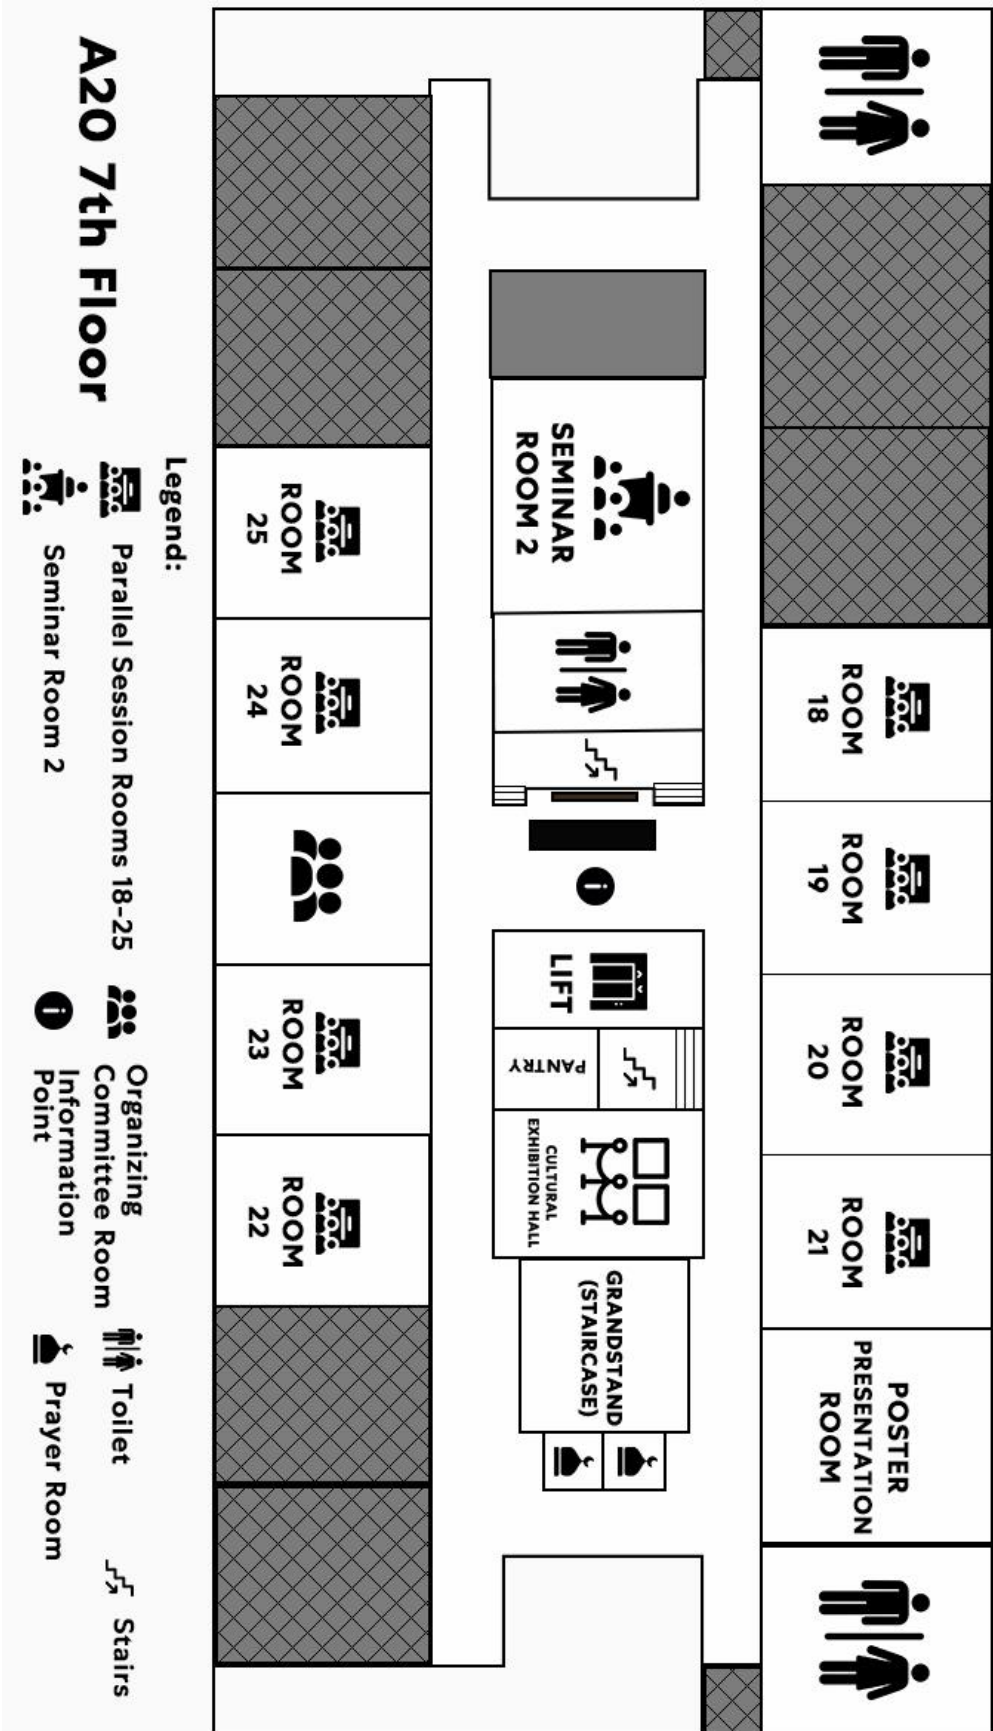 ROOM
18
ROOM
19
ROOM
20
ROOM
21
POSTER
PRESENTATION
ROOM
SEMINAR
ROOM 2
LIFT
PANTRY
CULTURAL
EXHIBITION HALL
GRANDSTAND
(STAIRCASE)
ROOM
25
ROOM
24
ROOM
23
ROOM
22
A20 7th Floor
Legend:
Parallel Session Rooms 18-25
Seminar Room 2
Organizing
Committee Room
Information
Point
Toilet
Prayer Room
Stairs